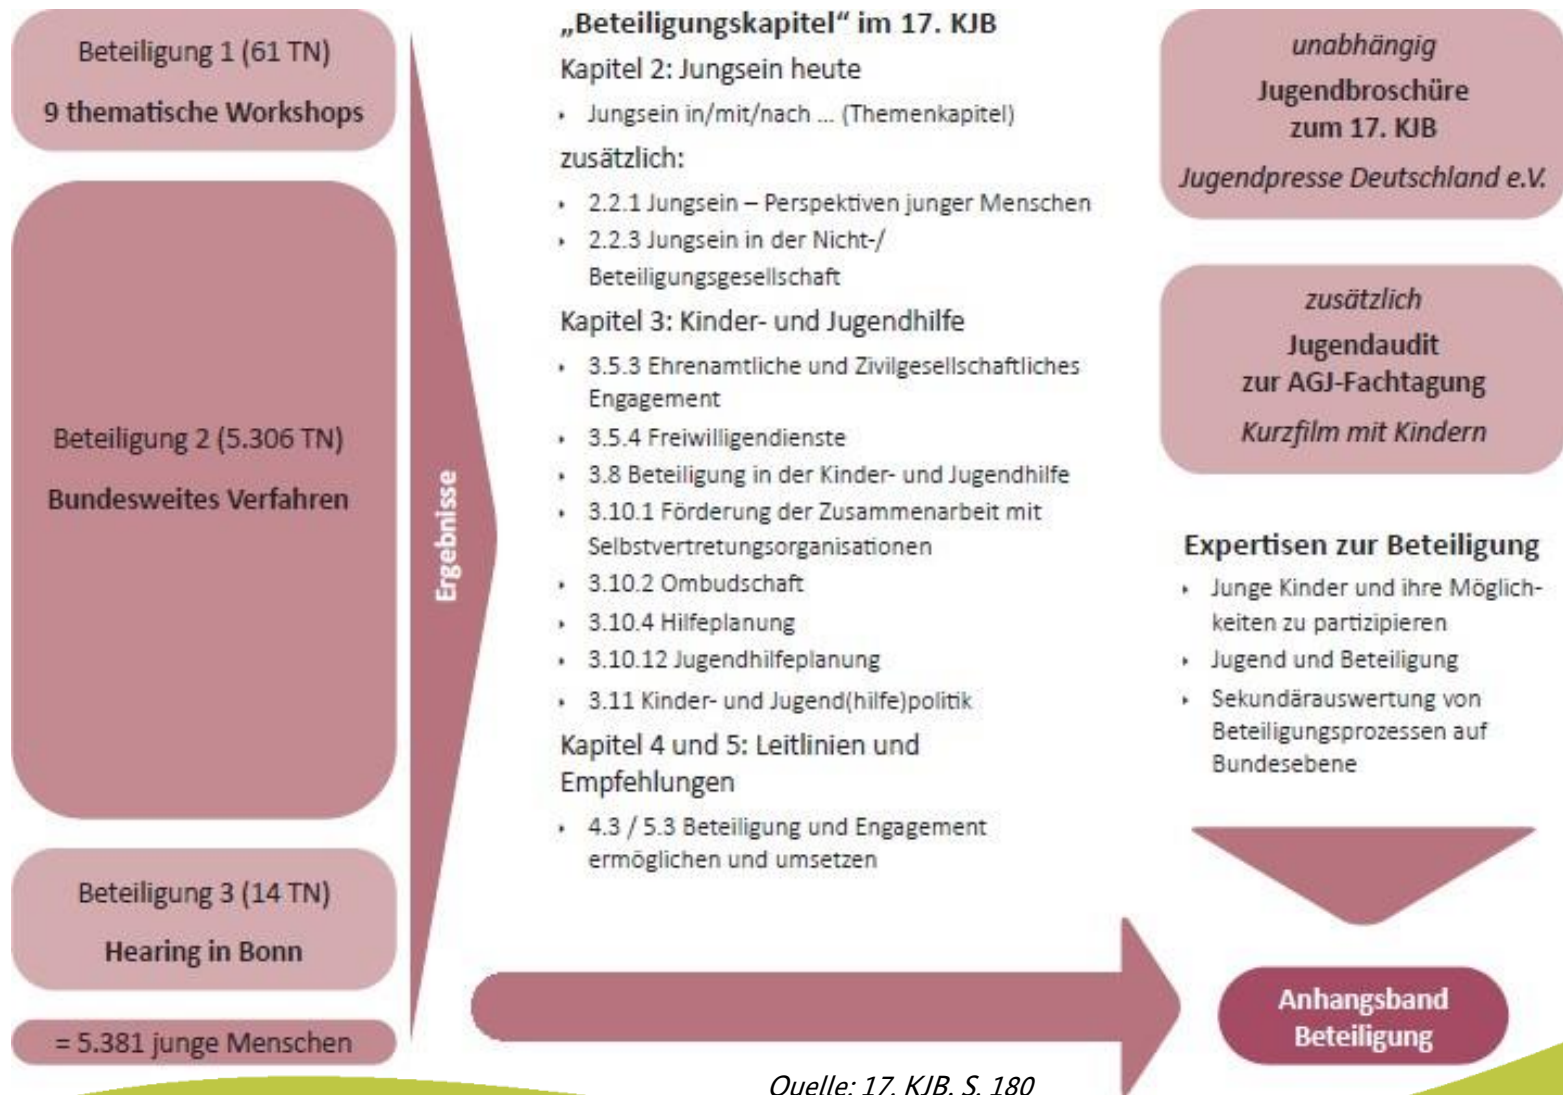 Beteiligung 1 (61 TN)
9 thematische Workshops
Beteiligung 2 (5.306 TN)
Bundesweites Verfahren
Beteiligung 3 (14 TN)
Hearing in Bonn
= 5.381 junge Menschen
Ergebnisse
„Beteiligungskapitel“ im 17. KJB
Kapitel 2: Jungsein heute
‣ Jungsein in/mit/nach ... (Themenkapitel)
zusätzlich:
‣ 2.2.1 Jungsein – Perspektiven junger Menschen
‣ 2.2.3 Jungsein in der Nicht-/
Beteiligungsgesellschaft
Kapitel 3: Kinder- und Jugendhilfe
‣ 3.5.3 Ehrenamtliche und Zivilgesellschaftliches
Engagement
‣ 3.5.4 Freiwilligendienste
‣ 3.8 Beteiligung in der Kinder- und Jugendhilfe
‣ 3.10.1 Förderung der Zusammenarbeit mit
Selbstvertretungsorganisationen
‣ 3.10.2 Ombudschaft
‣ 3.10.4 Hilfeplanung
‣ 3.10.12 Jugendhilfeplanung
‣ 3.11 Kinder- und Jugend(hilfe)politik
Kapitel 4 und 5: Leitlinien und
Empfehlungen
‣ 4.3 / 5.3 Beteiligung und Engagement
ermöglichen und umsetzen
unabhängig
Jugendbroschüre
zum 17. KJB
Jugendpresse Deutschland e.V.
zusätzlich
Jugendaudit
zur AGJ-Fachtagung
Kurzfilm mit Kindern
Expertisen zur Beteiligung
‣ Junge Kinder und ihre Möglich-
keiten zu partizipieren
‣ Jugend und Beteiligung
‣ Sekundärauswertung von
Beteiligungsprozessen auf
Bundesebene
Anhangsband
Beteiligung
Quelle: 17. KJB, S. 180